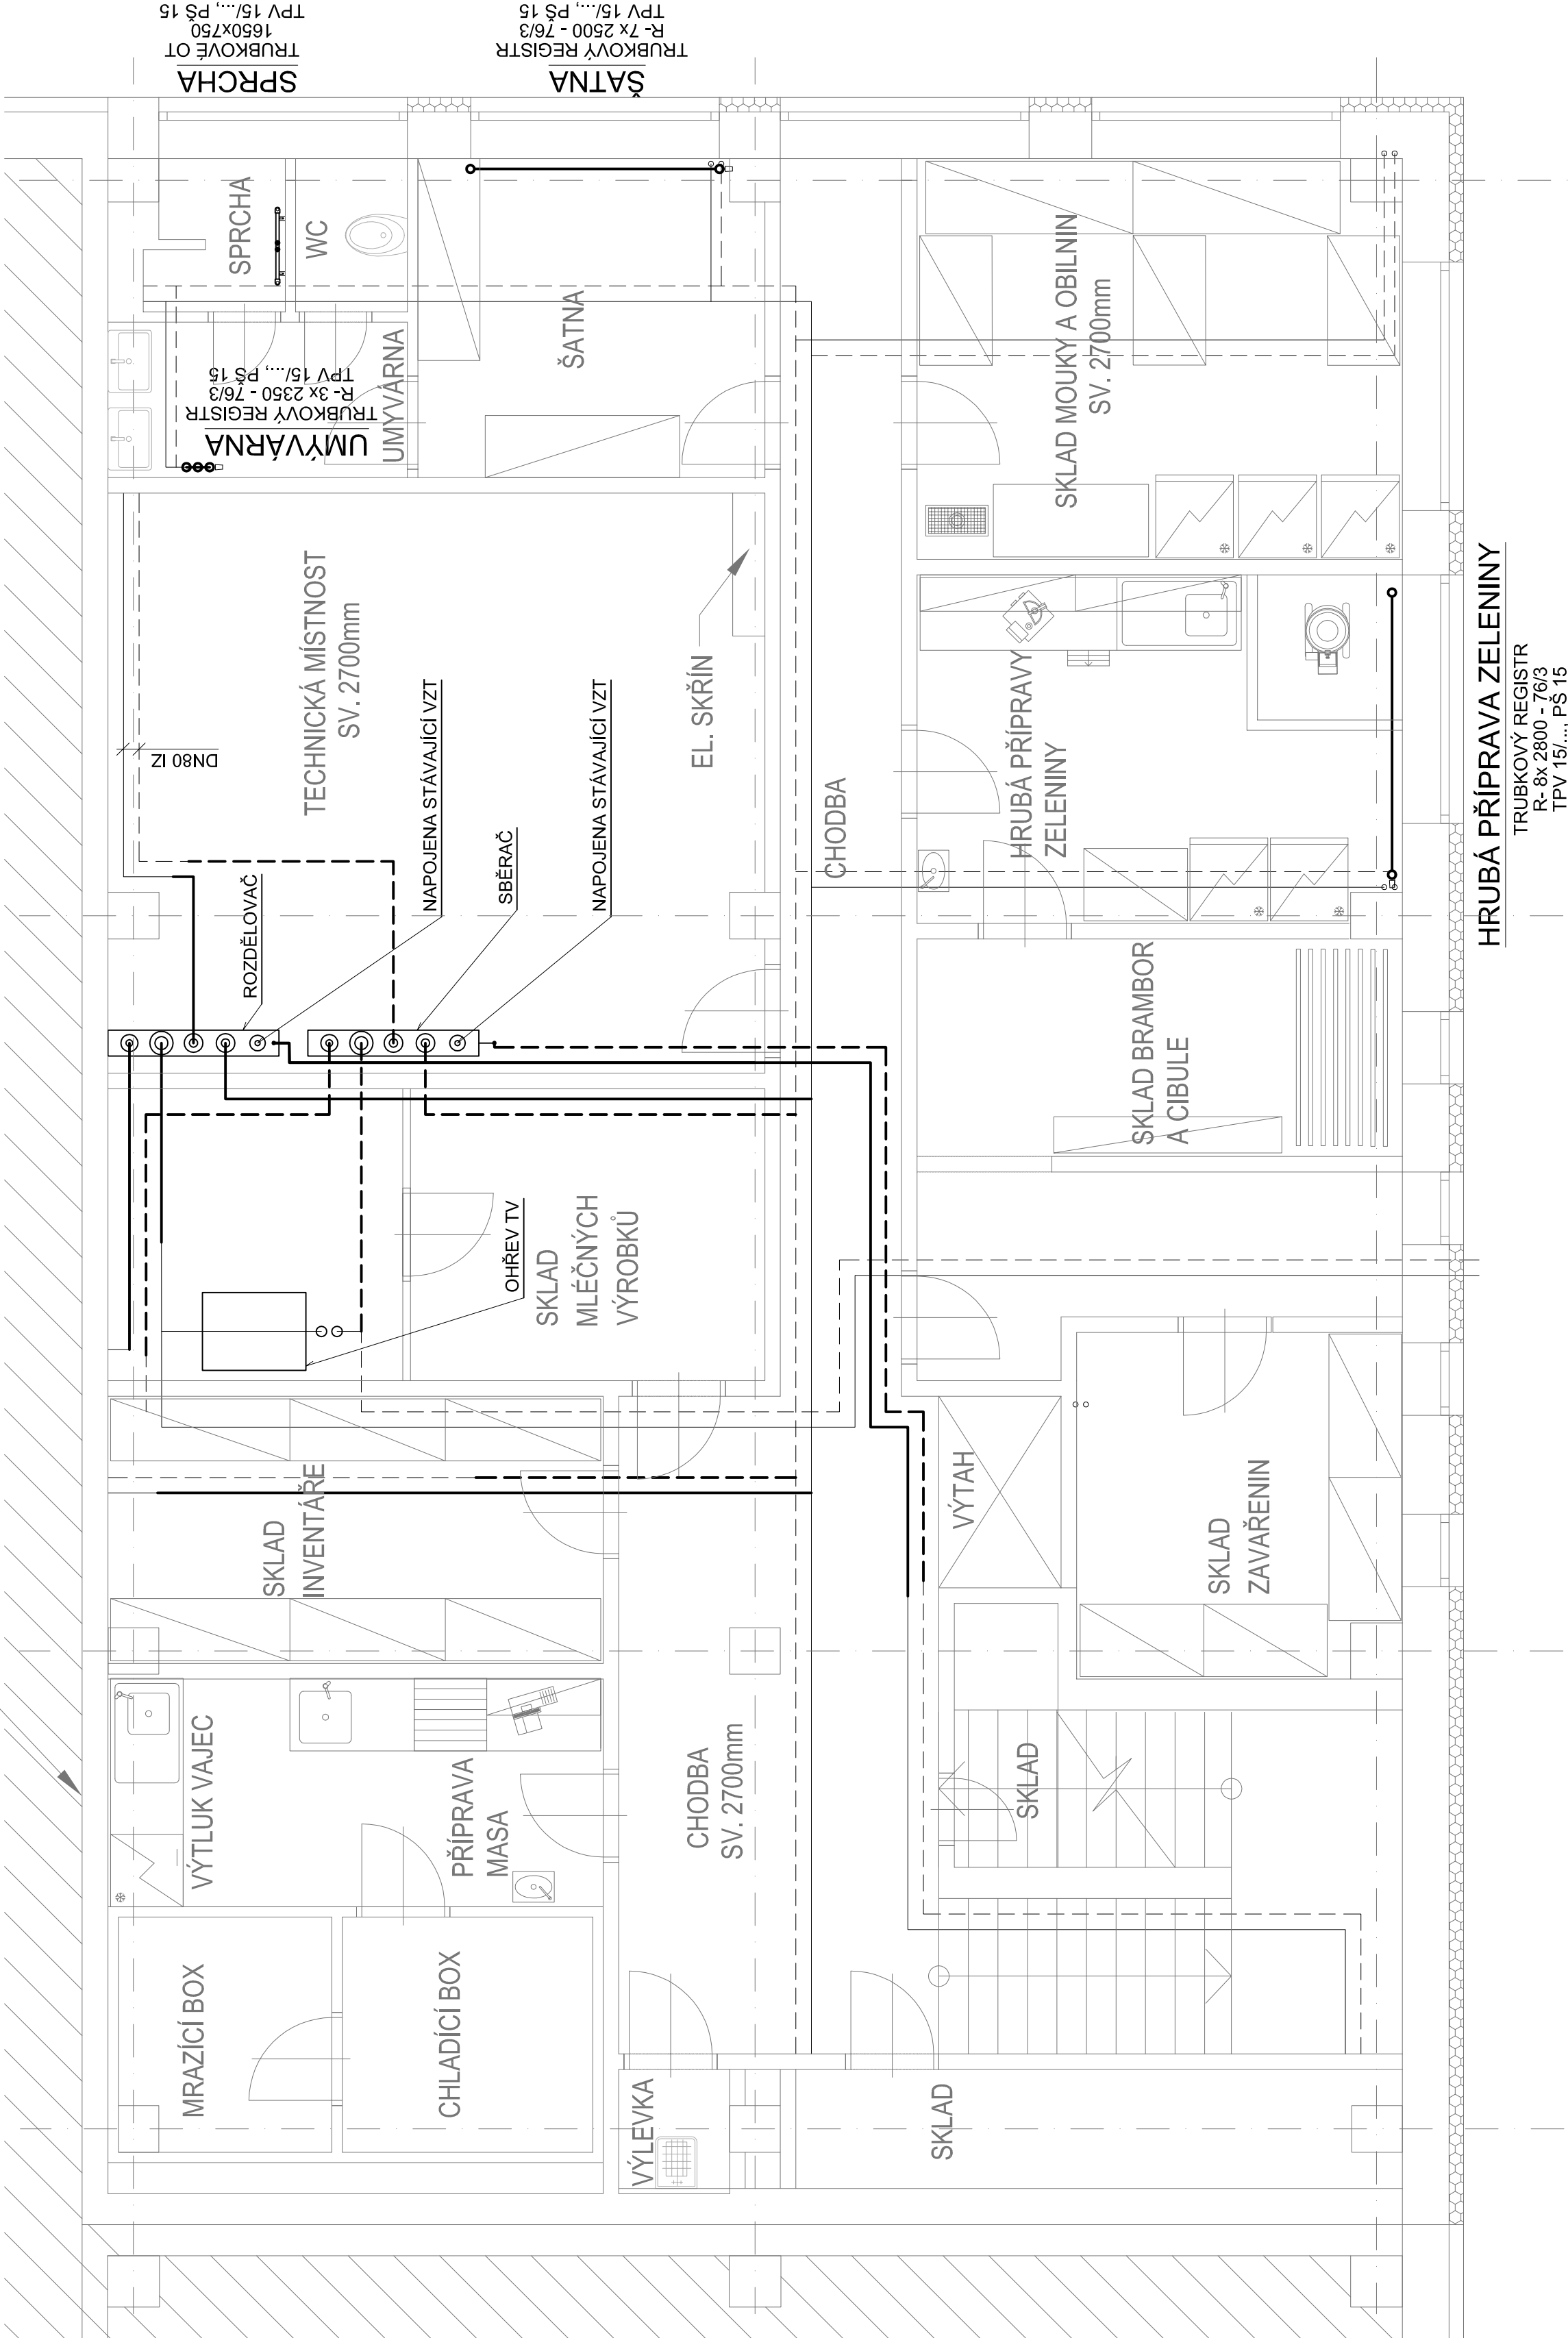 SPRCHA
TRUBKOVÉ OT
1650x750
TPV 15/..., PŠ 15
ŠATNA
TRUBKOVÝ REGISTR
R- 7x 2500 - 76/3
TPV 15/..., PŠ 15
SPRCHA
WC
UMÝVÁRNA
UMÝVÁRNA
TRUBKOVÝ REGISTR
R- 3x 2350 - 76/3
TPV 15/..., PŠ 15
ŠATNA
SKLAD MOUKY A OBILNIN
SV. 2700mm
TECHNICKÁ MÍSTNOST
SV. 2700mm
DN80 IZ
EL. SKŘÍN
ROZDĚLOVAČ
NAPOJENA STÁVAJÍCÍ VZT
SBĚRAČ
NAPOJENA STÁVAJÍCÍ VZT
CHODBA
HRUBÁ PŘÍPRAVY
ZELENINY
HRUBÁ PŘÍPRAVA ZELENINY
TRUBKOVÝ REGISTR
R- 8x 2800 - 76/3
TPV 15/..., PŠ 15
SKLAD BRAMBOR
A CIBULE
OHŘEV TV
SKLAD
MLÉČNÝCH
VÝROBKŮ
SKLAD
INVENTÁŘE
VÝTAH
SKLAD
ZAVAŘENIN
VÝTLUK VAJEC
PŘÍPRAVA
MASA
CHODBA
SV. 2700mm
SKLAD
MRAZÍCÍ BOX
CHLADÍCÍ BOX
VÝLEVKA
SKLAD